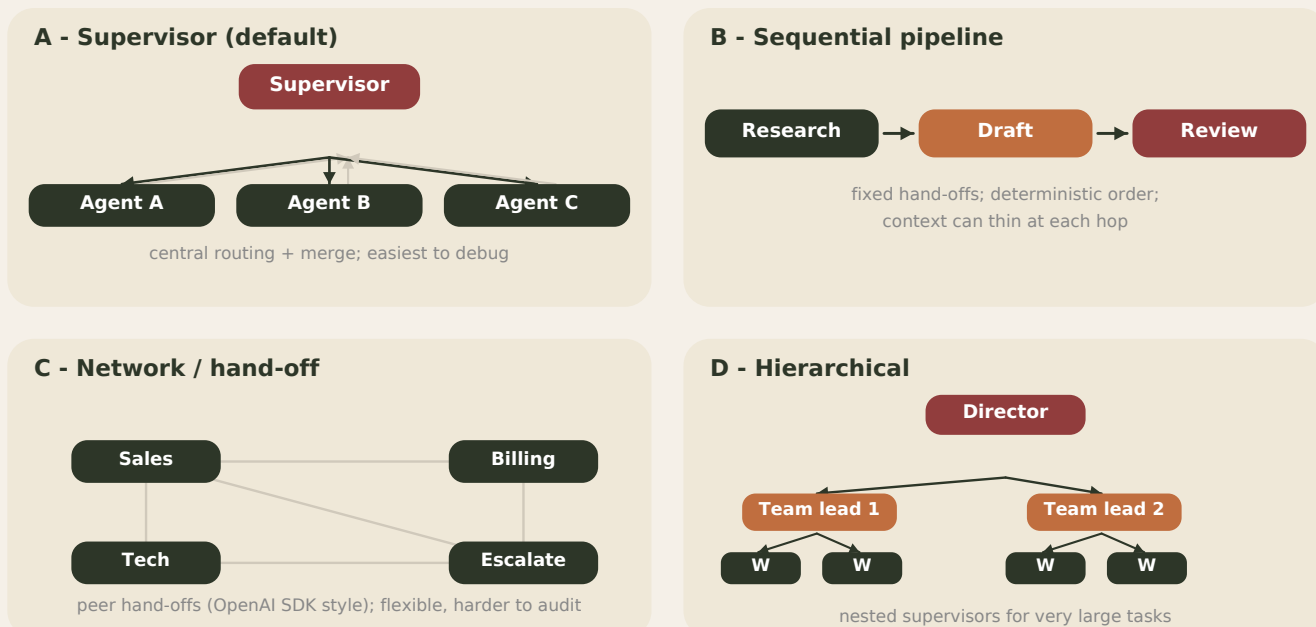 A - Supervisor (default)
Supervisor
Agent A
Agent B
Agent C
central routing + merge; easiest to debug
B - Sequential pipeline
Research
Draft
Review
fixed hand-offs; deterministic order;
context can thin at each hop
C - Network / hand-off
Sales
Billing
Tech
Escalate
peer hand-offs (OpenAI SDK style); flexible, harder to audit
D - Hierarchical
Director
Team lead 1
Team lead 2
W
W
W
W
nested supervisors for very large tasks